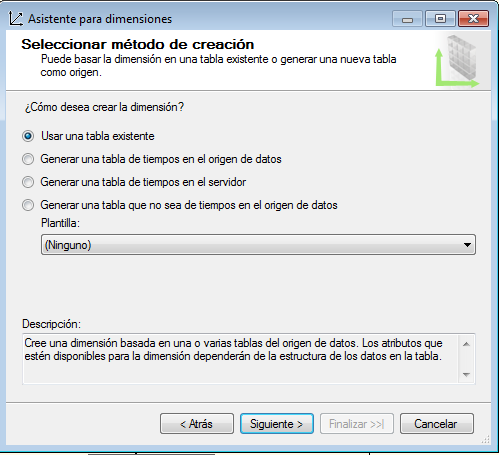 Asistente para dimensiones
Seleccionar método de creación
Puede basar la dimensión en una tabla existente o generar una nueva tabla
como origen.
¿Cómo desea crear la dimensión?
Usar una tabla existente
Generar una tabla de tiempos en el origen de datos
Generar una tabla de tiempos en el servidor
Generar una tabla que no sea de tiempos en el origen de datos
Plantilla:
(Ninguno)
Descripción:
Cree una dimensión basada en una o varias tablas del origen de datos. Los atributos que
estén disponibles para la dimensión dependerán de la estructura de los datos en la tabla.
< Atrás
Siguiente >
Finalizar >>|
Cancelar